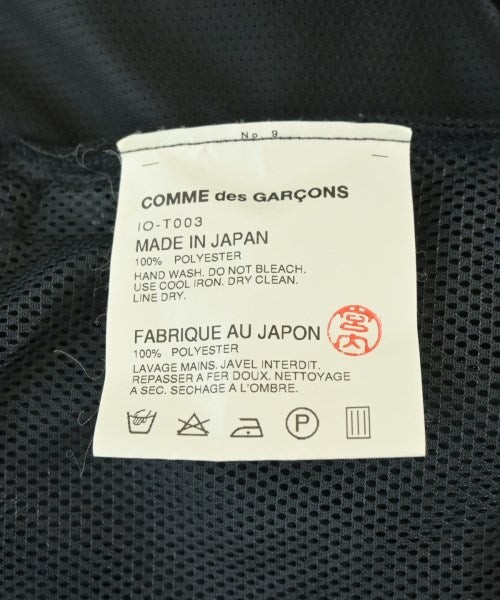 No 9
COMME des GARÇONS
IO-T003
MADE IN JAPAN
100% POLYESTER
HAND WASH. DO NOT BLEACH.
USE COOL IRON. DRY CLEAN.
LINE DRY.
FABRIQUE AU JAPON
100% POLYESTER
LAVAGE MAINS. JAVEL INTERDIT.
REPASSER A FER DOUX. NETTOYAGE
A SEC. SECHAGE A L'OMBRE.
P